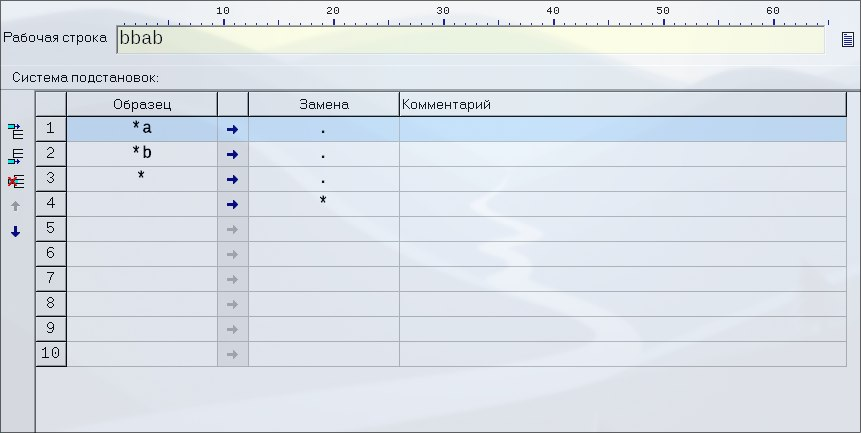 10 20 30 40 50 60
Рабочая строка bbab
Система подстановок:
Образец Замена Комментарий
1 *a → .
2 *b → .
3 * → .
4 → *
5 →
6 →
7 →
8 →
9 →
10 →